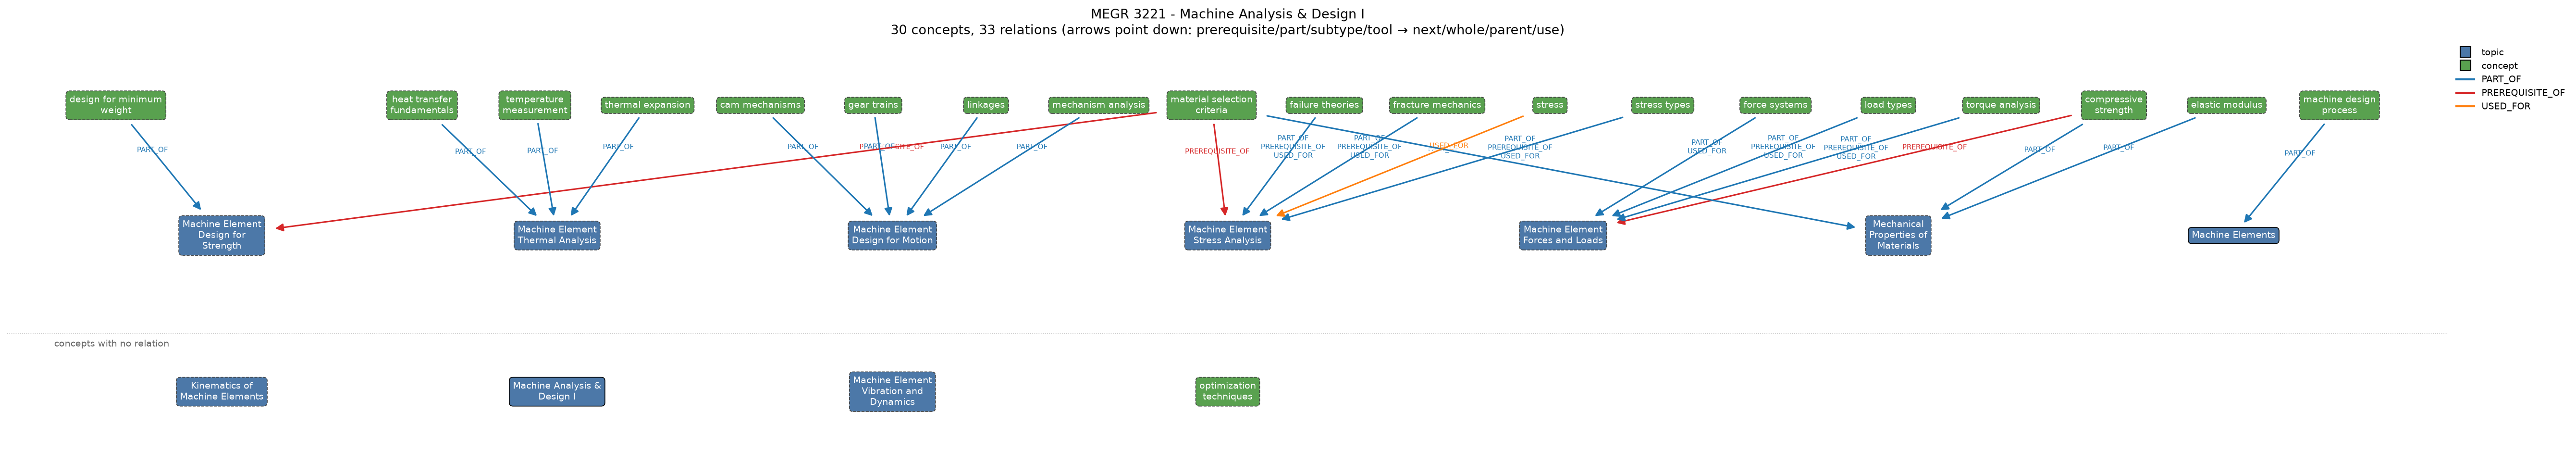 MEGR 3221 - Machine Analysis & Design I
30 concepts, 33 relations (arrows point down: prerequisite/part/subtype/tool → next/whole/parent/use)
topic
concept
PART_OF
PREREQUISITE_OF
USED_FOR
design for minimum
weight
heat transfer
fundamentals
temperature
measurement
thermal expansion
cam mechanisms
gear trains
linkages
mechanism analysis
material selection
criteria
failure theories
fracture mechanics
stress
stress types
force systems
load types
torque analysis
compressive
strength
elastic modulus
machine design
process
PART_OF
PART_OF
PART_OF
PART_OF
PART_OF
PREREQUISITE_OF
PART_OF
PART_OF
PART_OF
PREREQUISITE_OF
PART_OF
PREREQUISITE_OF
USED_FOR
PART_OF
PREREQUISITE_OF
USED_FOR
USED_FOR
PART_OF
PREREQUISITE_OF
USED_FOR
PART_OF
USED_FOR
PART_OF
PREREQUISITE_OF
USED_FOR
PART_OF
PREREQUISITE_OF
USED_FOR
PREREQUISITE_OF
PART_OF
PART_OF
PART_OF
Machine Element
Design for
Strength
Machine Element
Thermal Analysis
Machine Element
Design for Motion
Machine Element
Stress Analysis
Machine Element
Forces and Loads
Mechanical
Properties of
Materials
Machine Elements
concepts with no relation
Kinematics of
Machine Elements
Machine Analysis &
Design I
Machine Element
Vibration and
Dynamics
optimization
techniques